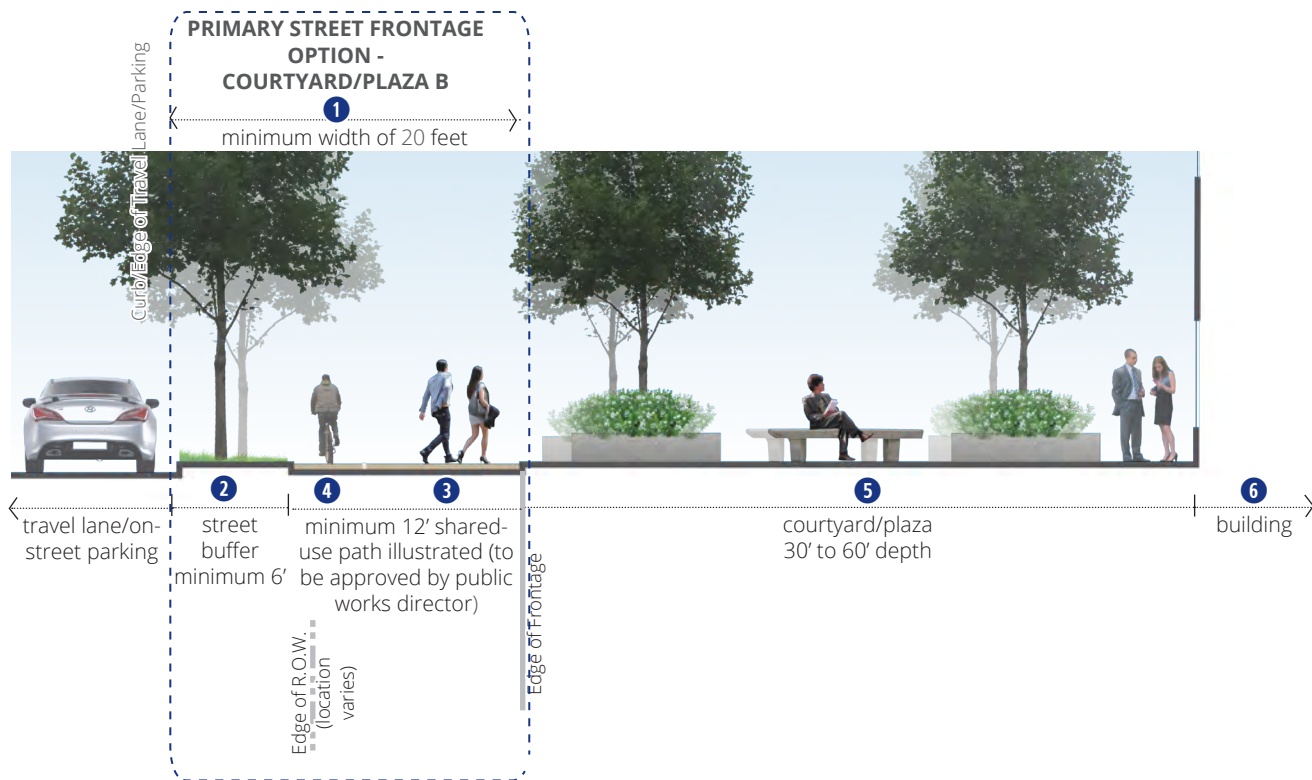 PRIMARY STREET FRONTAGE
OPTION -
COURTYARD/PLAZA B
1
minimum width of 20 feet
Curb/Edge of Travel Lane/Parking
2
4
3
5
6
travel lane/on-
street parking
street
buffer
minimum 6’
minimum 12’ shared-
use path illustrated (to
be approved by public
works director)
courtyard/plaza
30’ to 60’ depth
building
Edge of R.O.W.
(location
varies)
Edge of Frontage